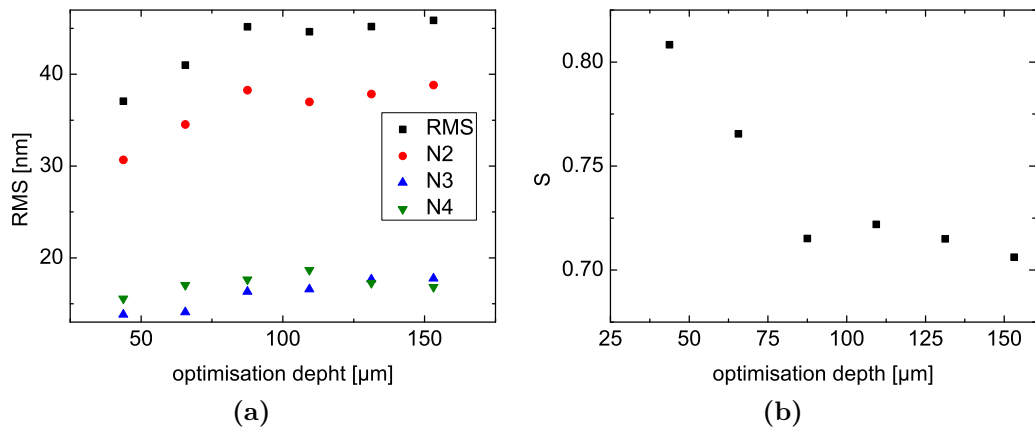 40
30
20
50
100
150
RMS [nm]
optimisation depht [µm]
RMS
N2
N3
N4
(a)
0.80
0.75
0.70
25
50
75
100
125
150
S
optimisation depth [µm]
(b)